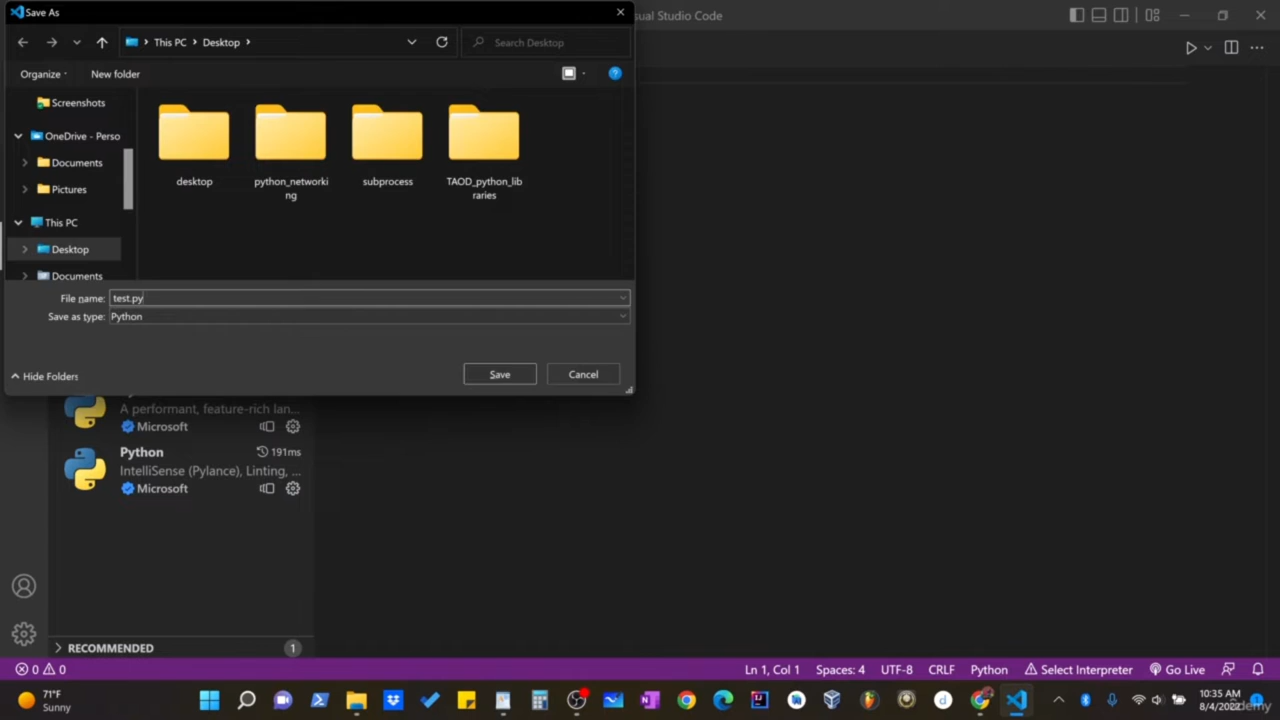 Save As
sual Studio Code
This PC
Desktop
Search Desktop
Organize
New folder
Screenshots
OneDrive - Perso
Documents
Pictures
This PC
Desktop
Documents
desktop
python_networki
ng
subprocess
TAOD_python_lib
raries
File name:
test.py
Save as type:
Python
Save
Cancel
Hide Folders
A performant, feature-rich lan...
Microsoft
Python
191ms
IntelliSense (Pylance), Linting, ...
Microsoft
RECOMMENDED
1
0
0
Ln 1, Col 1
Spaces: 4
UTF-8
CRLF
Python
Select Interpreter
Go Live
71°F
Sunny
10:35 AM
8/4/2022